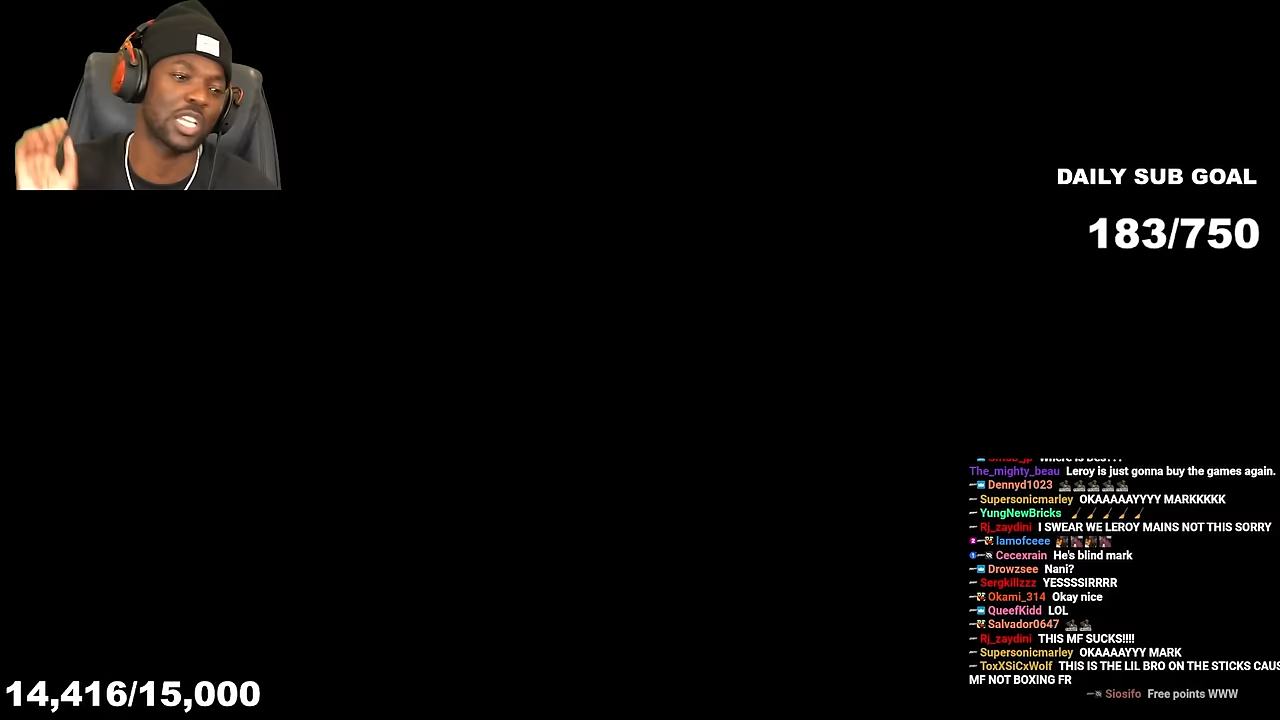 DAILY SUB GOAL
183/750
The_mighty_beau Leroy is just gonna buy the games again.
Dennyd1023
Supersonicmarley OKAAAAAYYYY MARKKKKK
YungNewBricks
Rj_zaydini I SWEAR WE LEROY MAINS NOT THIS SORRY
Iamofceee
Cecexrain He's blind mark
Drowzsee Nani?
Sergkillzzz YESSSSIRRRR
Okami_314 Okay nice
QueefKidd LOL
Salvador0647
Rj_zaydini THIS MF SUCKS!!!!
Supersonicmarley OKAAAAYYY MARK
ToxXSiCxWolf THIS IS THE LIL BRO ON THE STICKS CAUS
MF NOT BOXING FR
Siosifo Free points WWW
14,416/15,000